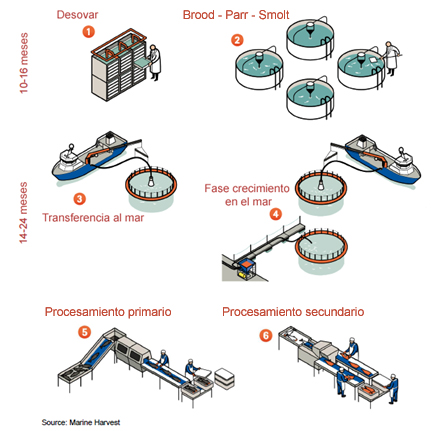 Desovar
1
Brood - Parr - Smolt
2
10-16 meses
3
Transferencia al mar
Fase crecimiento
en el mar
4
14-24 meses
Procesamiento primario
5
Procesamiento secundario
6
Source: Marine Harvest